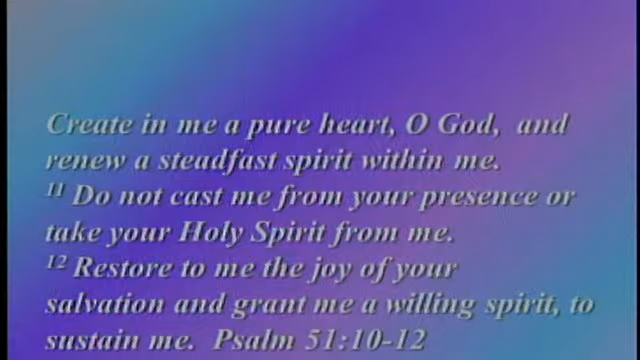 Create in me a pure heart, O God, and
renew a steadfast spirit within me.
11 Do not cast me from your presence or
take your Holy Spirit from me.
12 Restore to me the joy of your
salvation and grant me a willing spirit, to
sustain me. Psalm 51:10-12